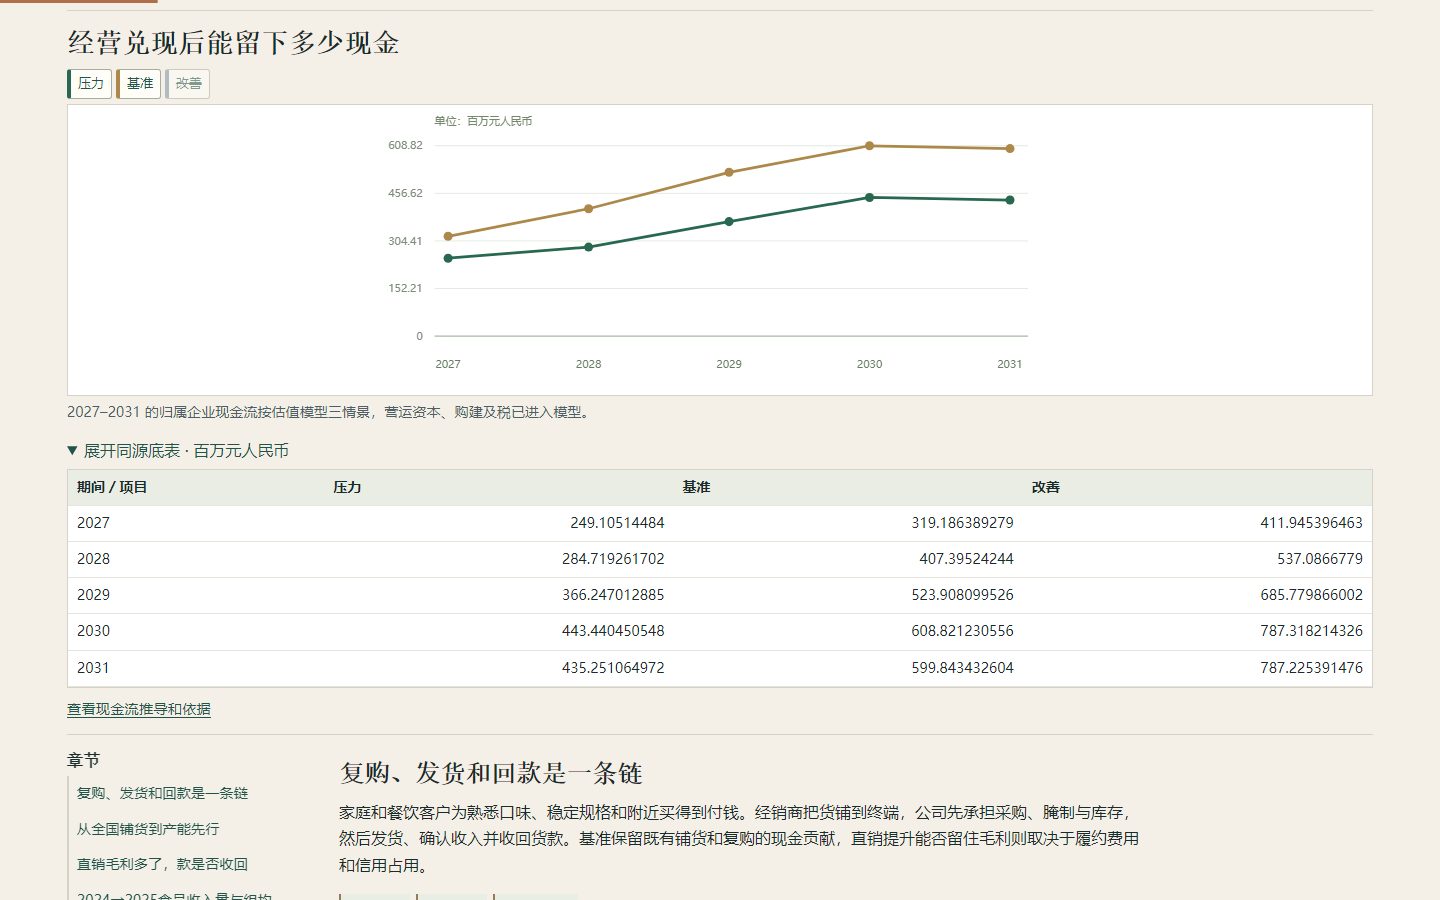 经营兑现后能留下多少现金
压力 基准 改善
单位：百万元人民币
608.82
456.62
304.41
152.21
0
2027 2028 2029 2030 2031
2027–2031 的归属企业现金流按估值模型三情景，营运资本、购建及税已进入模型。
▼ 展开同源底表 · 百万元人民币
期间 / 项目 压力 基准 改善
2027 249.10514484 319.186389279 411.945396463
2028 284.719261702 407.39524244 537.0866779
2029 366.247012885 523.908099526 685.779866002
2030 443.440450548 608.821230556 787.318214326
2031 435.251064972 599.843432604 787.225391476
查看现金流推导和依据
章节
复购、发货和回款是一条链
从全国铺货到产能先行
直销毛利多了，款是否收回
2024→2025食品收入量与结构
复购、发货和回款是一条链
家庭和餐饮客户为熟悉口味、稳定规格和附近买得到付钱。经销商把货铺到终端，公司先承担采购、腌制与库存，
然后发货、确认收入并收回货款。基准保留既有铺货和复购的现金贡献，直销提升能否留住毛利则取决于履约费用
和信用占用。